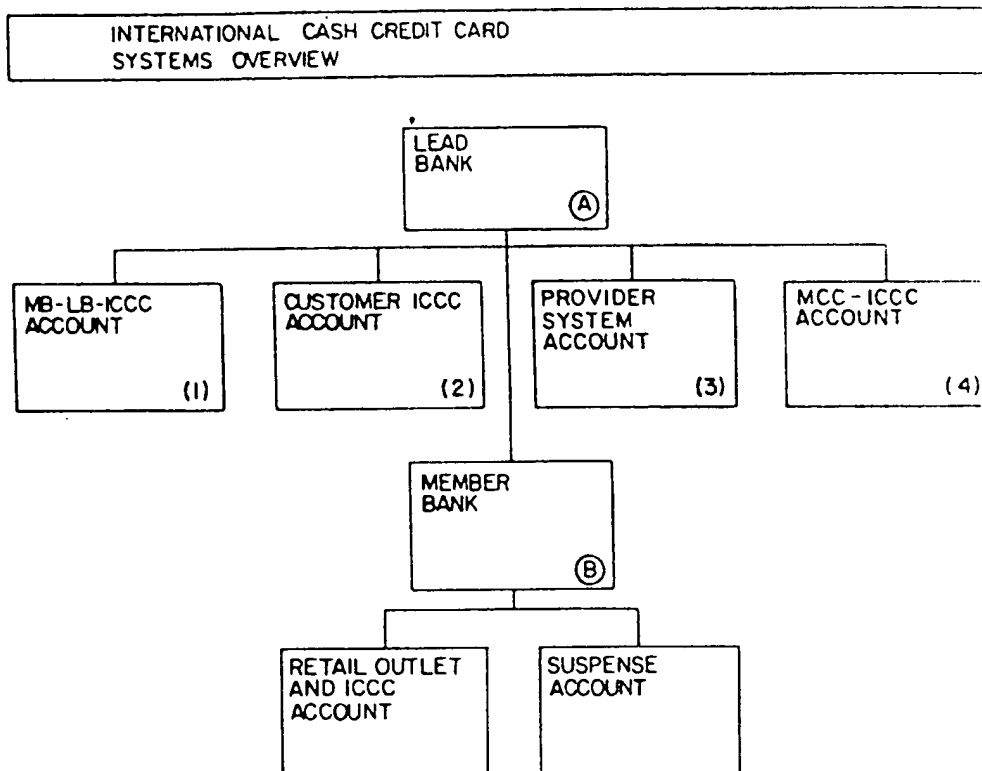 INTERNATIONAL CASH CREDIT CARD
SYSTEMS OVERVIEW
LEAD
BANK
A
MB-LB-ICCC
ACCOUNT
(1)
CUSTOMER ICCC
ACCOUNT
(2)
PROVIDER
SYSTEM
ACCOUNT
(3)
MCC-ICCC
ACCOUNT
(4)
MEMBER
BANK
B
RETAIL OUTLET
AND ICCC
ACCOUNT
SUSPENSE
ACCOUNT